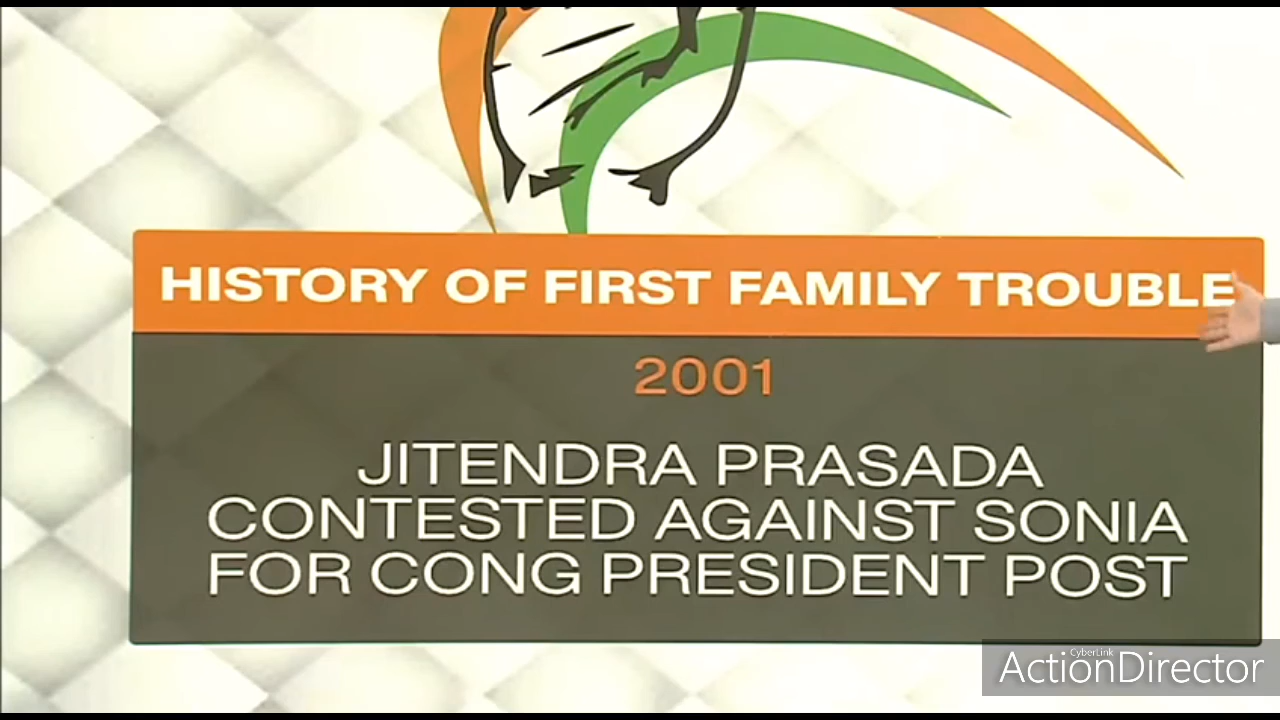 HISTORY OF FIRST FAMILY TROUBLE
2001
JITENDRA PRASADA
CONTESTED AGAINST SONIA
FOR CONG PRESIDENT POST
CyberLink
ActionDirector